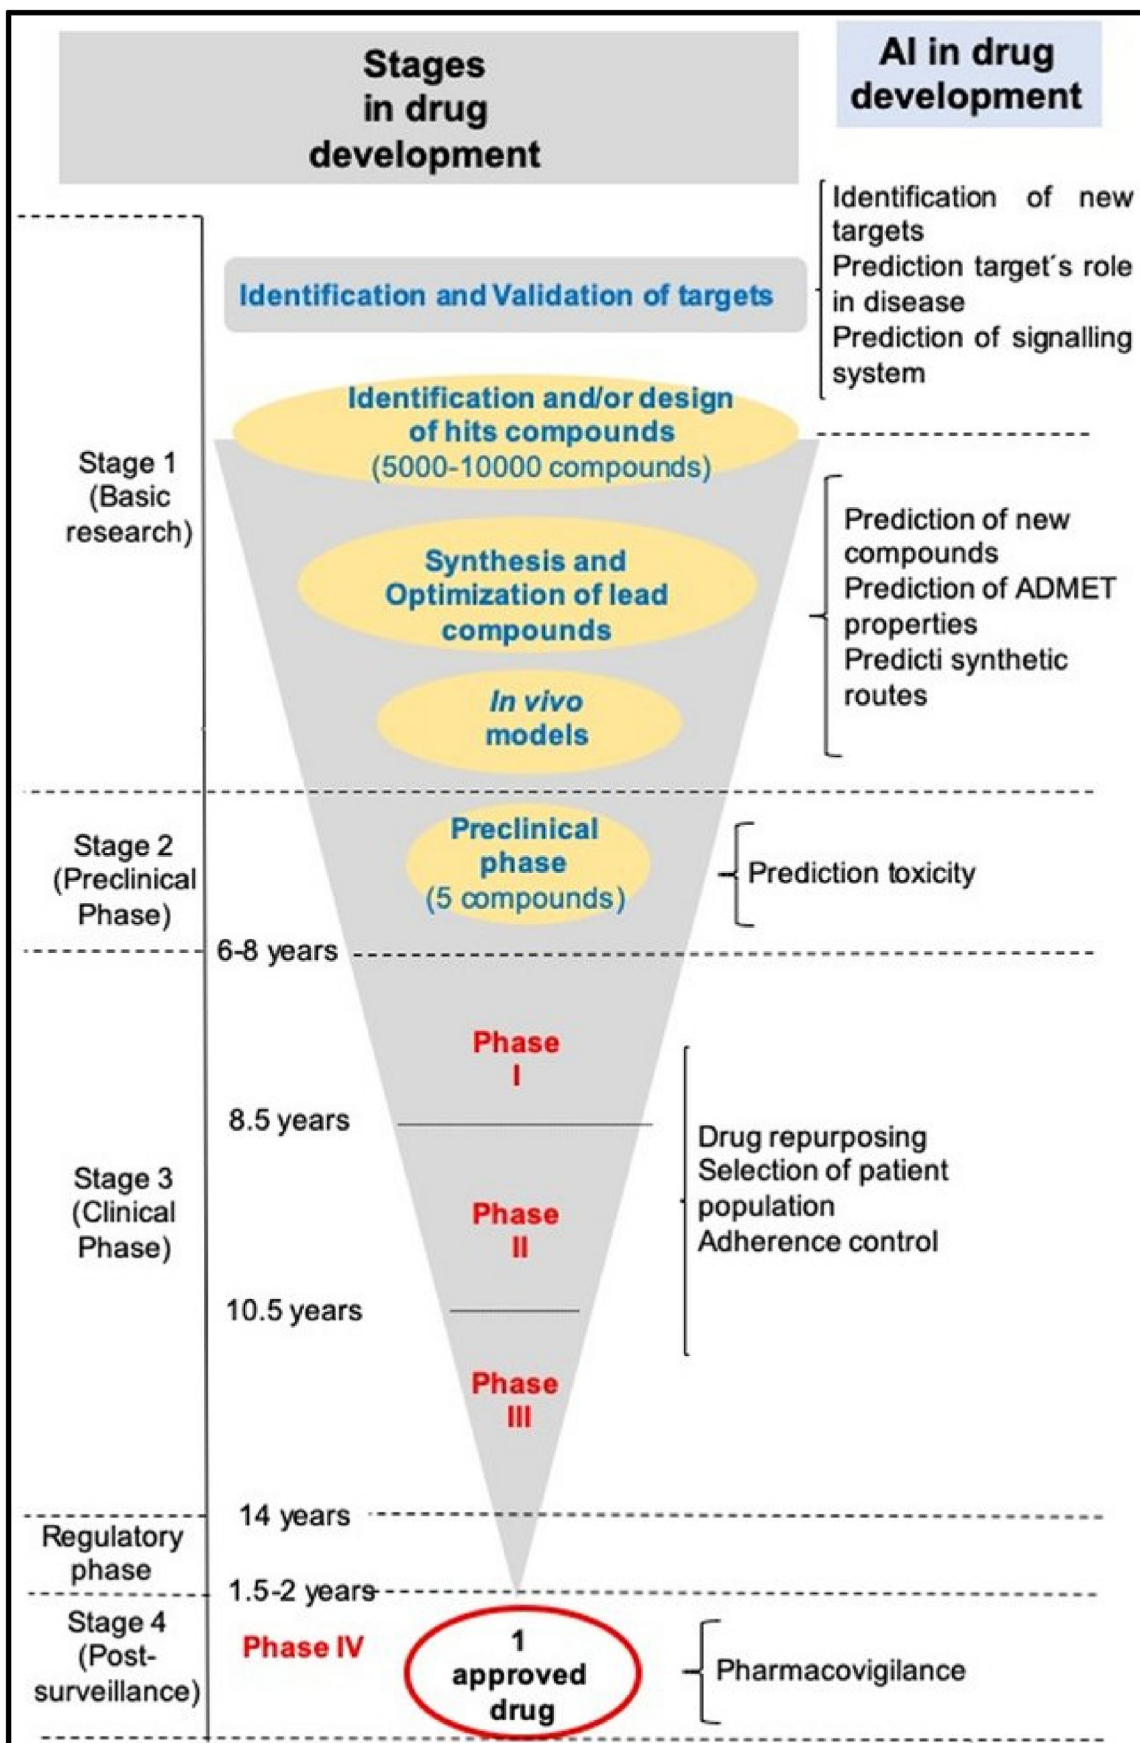 Stages
in drug
development
AI in drug
development
Identification of new
targets
Prediction target´s role
in disease
Prediction of signalling
system
Identification and Validation of targets
Identification and/or design
of hits compounds
(5000-10000 compounds)
Stage 1
(Basic
research)
Synthesis and
Optimization of lead
compounds
In vivo
models
Prediction of new
compounds
Prediction of ADMET
properties
Predicti synthetic
routes
Stage 2
(Preclinical
Phase)
Preclinical
phase
(5 compounds)
Prediction toxicity
6-8 years
Phase
I
8.5 years
Stage 3
(Clinical
Phase)
Phase
II
Drug repurposing
Selection of patient
population
Adherence control
10.5 years
Phase
III
14 years
Regulatory
phase
1.5-2 years
Stage 4
(Post-
surveillance)
Phase IV
1
approved
drug
Pharmacovigilance